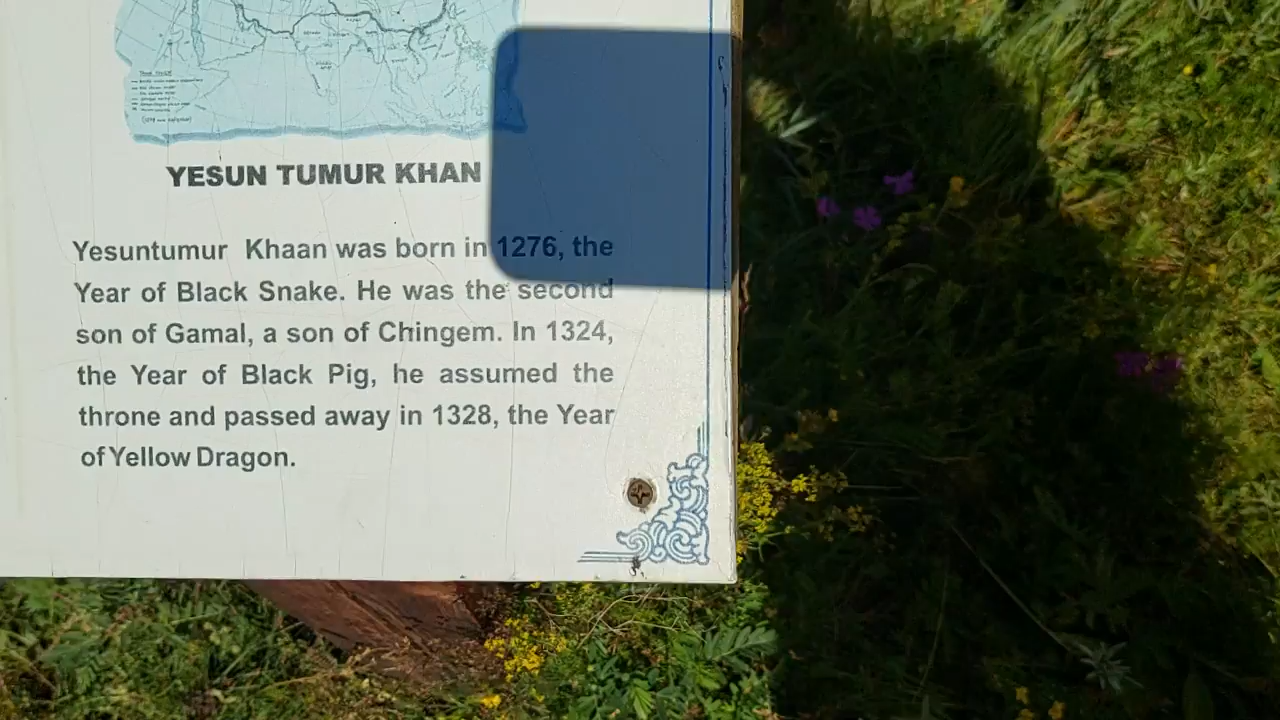 YESUN TUMUR KHAN
Yesuntumur Khaan was born in 1276, the
Year of Black Snake. He was the second
son of Gamal, a son of Chingem. In 1324,
the Year of Black Pig, he assumed the
throne and passed away in 1328, the Year
of Yellow Dragon.